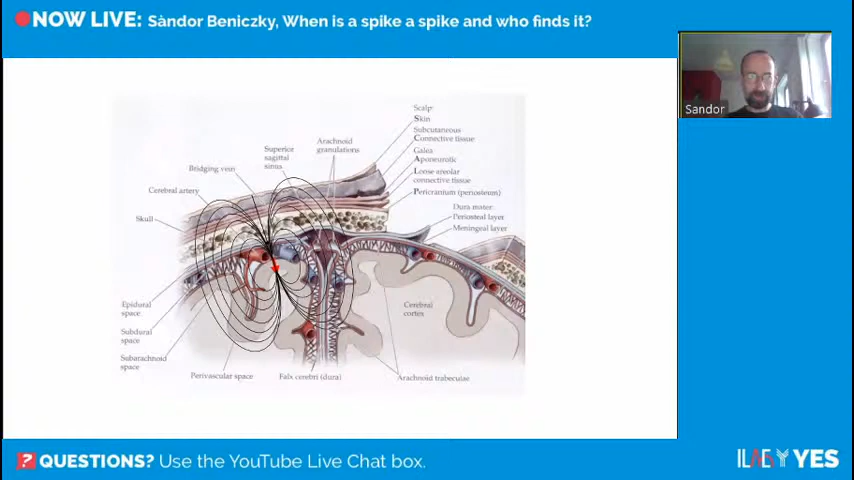 NOW LIVE: Sàndor Beniczky, When is a spike a spike and who finds it?
Sandor
Scalp:
Skin
Subcutaneous
Connective tissue
Galea
Aponeurotic
Loose areolar
connective tissue
Pericranium (periosteum)
Dura mater:
Periosteal layer
Meningeal layer
Arachnoid
granulations
Superior
sagittal
sinus
Bridging vein
Cerebral artery
Skull
Epidural
space
Subdural
space
Subarachnoid
space
Perivascular space
Falx cerebri (dura)
Arachnoid trabeculae
Cerebral
cortex
? QUESTIONS? Use the YouTube Live Chat box.
ILAE YES